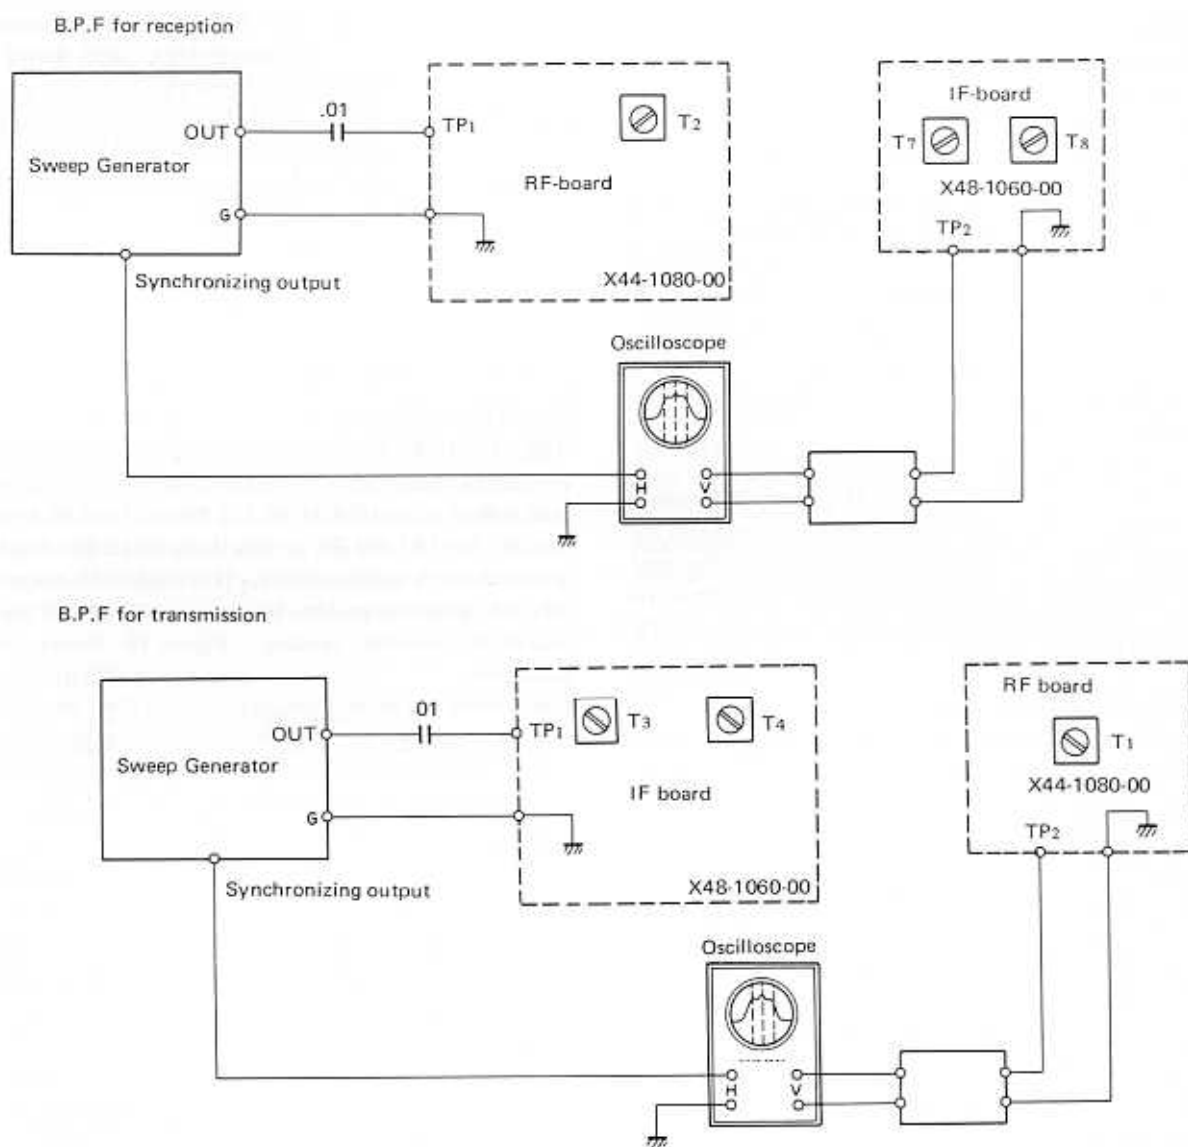 B.P.F for reception
.01
OUT
TP1
T2
Sweep Generator
RF-board
G
Synchronizing output
X44-1080-00
IF-board
T7
T8
X48-1060-00
TP2
Oscilloscope
H
V
B.P.F for transmission
.01
OUT
TP1
T3
T4
Sweep Generator
IF board
G
Synchronizing output
X48-1060-00
RF board
T1
X44-1080-00
TP2
Oscilloscope
H
V